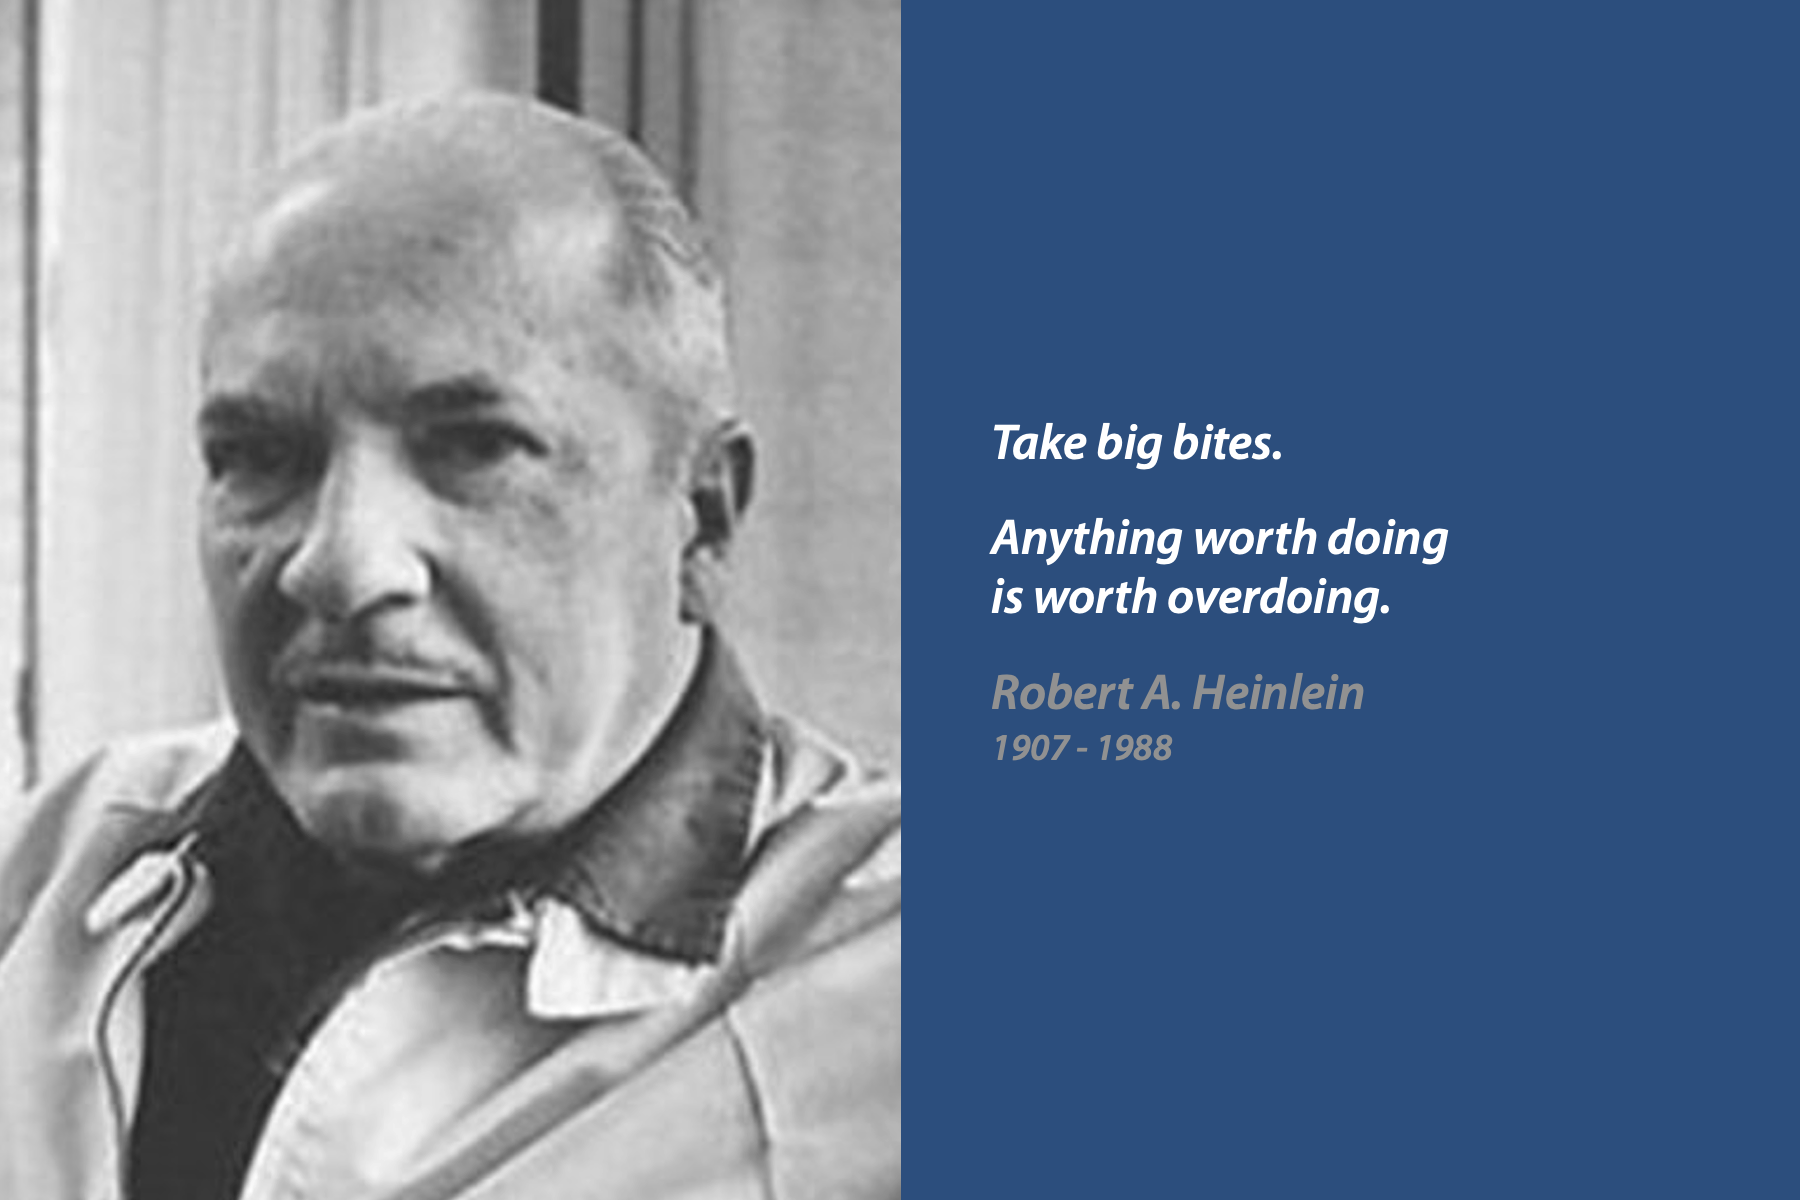 Take big bites.
Anything worth doing
is worth overdoing.
Robert A. Heinlein
1907 - 1988